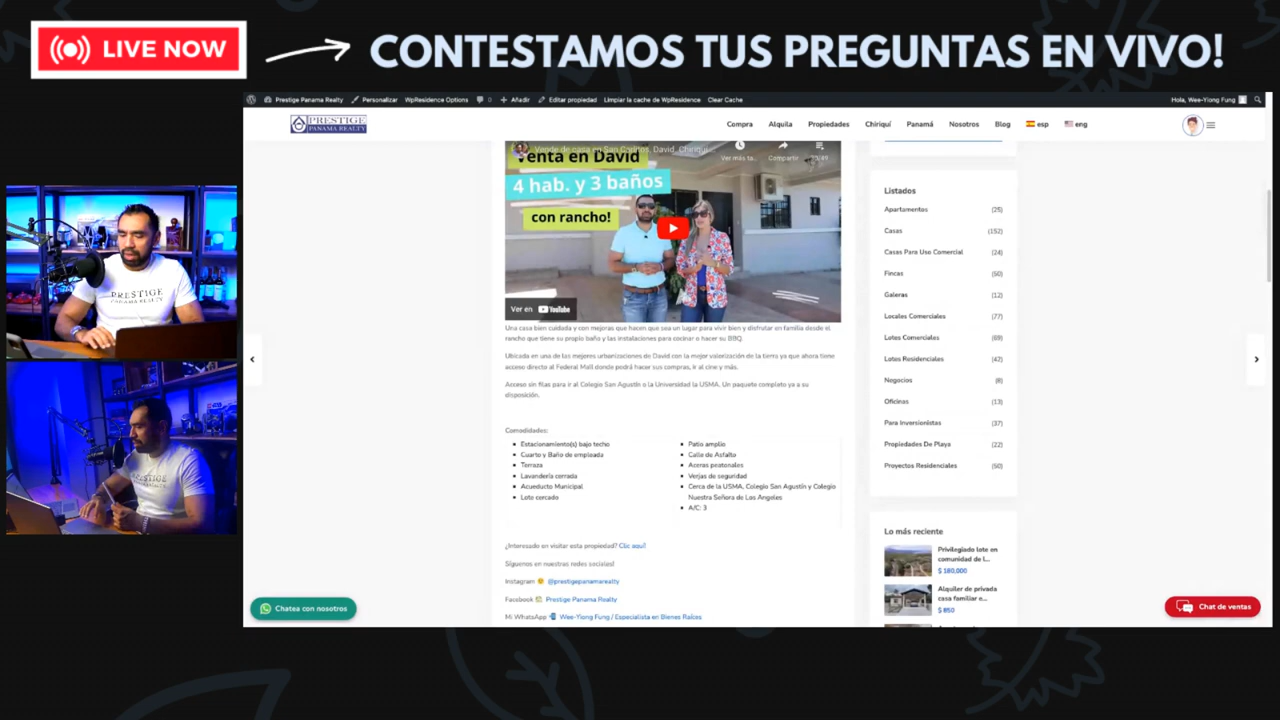 LIVE NOW
CONTESTAMOS TUS PREGUNTAS EN VIVO!
Prestige Panama Realty Personalizar WpResidence Options 0 Añadir Editar propiedad Limpiar la cache de WpResidence Clear Cache
Hola, Wee-Yiong Fung
PRESTIGE
PANAMA REALTY
Compra Alquila Propiedades Chiriquí Panamá Nosotros Blog esp eng
Venta de casa en San Carlos, David, Chiriquí
Venta en David
Ver más ta... Compartir
4 hab. y 3 baños
con rancho!
Ver en YouTube
Una casa bien cuidada y con mejoras que hacen que sea un lugar para vivir bien y disfrutar en familia desde el
rancho que tiene su propio baño y las instalaciones para cocinar o hacer su BBQ.
Ubicada en una de las mejores urbanizaciones de David con la mejor valorización de la tierra ya que ahora tiene
acceso directo al Federal Mall donde podrá hacer sus compras, ir al cine y más.
Acceso sin filas para ir al Colegio San Agustín o la Universidad la USMA. Un paquete completo ya a su
disposición.
Comodidades:
Estacionamiento(s) bajo techo
Cuarto y Baño de empleada
Terraza
Lavandería cerrada
Acueducto Municipal
Lote cercado
Patio amplio
Calle de Asfalto
Aceras peatonales
Verjas de seguridad
Cerca de la USMA, Colegio San Agustín y Colegio
Nuestra Señora de Los Angeles
A/C: 3
¿Interesado en visitar esta propiedad? Clic aquí!
Síguenos en nuestras redes sociales!
Instagram @prestigepanamarealty
Facebook Prestige Panama Realty
Mi WhatsApp Wee-Yiong Fung / Especialista en Bienes Raíces
Listados
Apartamentos (25)
Casas (152)
Casas Para Uso Comercial (24)
Fincas (50)
Galeras (12)
Locales Comerciales (77)
Lotes Comerciales (69)
Lotes Residenciales (42)
Negocios (8)
Oficinas (13)
Para Inversionistas (37)
Propiedades De Playa (22)
Proyectos Residenciales (50)
Lo más reciente
Privilegiado lote en
comunidad de l...
$ 180,000
Alquiler de privada
casa familiar e...
$ 850
Chatea con nosotros
Chat de ventas
PRESTIGE
PANAMA REALTY